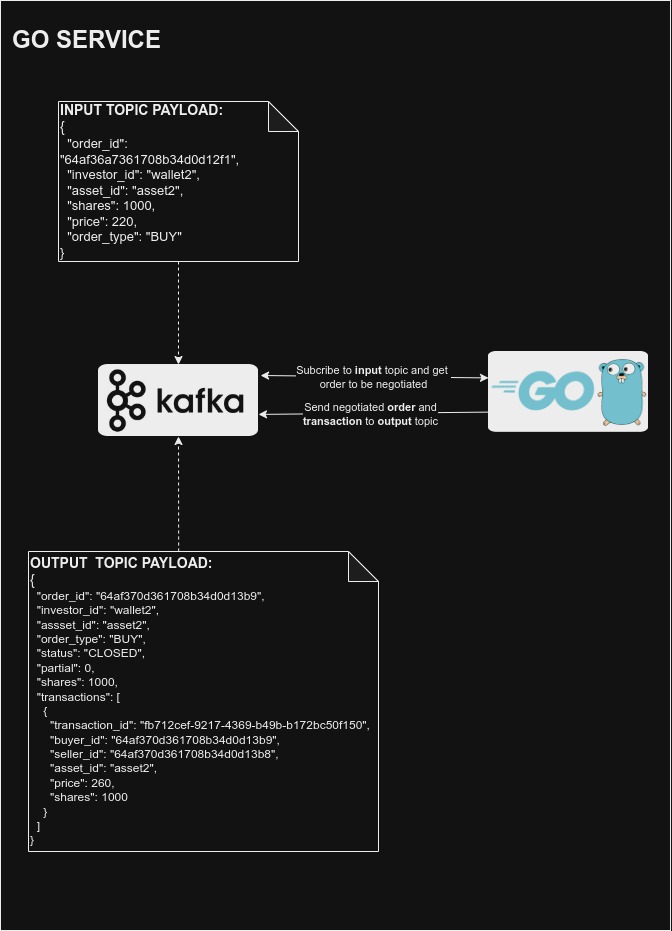 GO SERVICE
INPUT TOPIC PAYLOAD:
{
"order_id":
"64af36a7361708b34d0d12f1",
"investor_id": "wallet2",
"asset_id": "asset2",
"shares": 1000,
"price": 220,
"order_type": "BUY"
}
kafka
Subcribe to input topic and get
order to be negotiated
Send negotiated order and
transaction to output topic
GO
OUTPUT  TOPIC PAYLOAD:
{
"order_id": "64af370d361708b34d0d13b9",
"investor_id": "wallet2",
"assset_id": "asset2",
"order_type": "BUY",
"status": "CLOSED",
"partial": 0,
"shares": 1000,
"transactions": [
{
"transaction_id": "fb712cef-9217-4369-b49b-b172bc50f150",
"buyer_id": "64af370d361708b34d0d13b9",
"seller_id": "64af370d361708b34d0d13b8",
"asset_id": "asset2",
"price": 260,
"shares": 1000
}
]
}